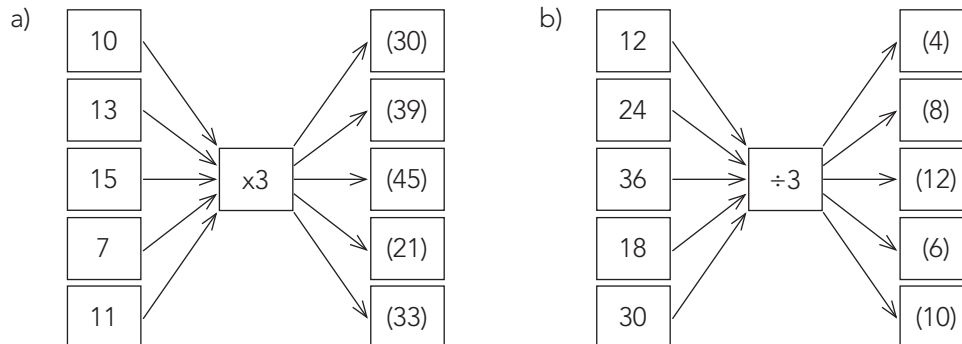 a) 10 (30) b) 12 (4)
13 (39) 24 (8)
15 x3 (45) 36 ÷3 (12)
7 (21) 18 (6)
11 (33) 30 (10)